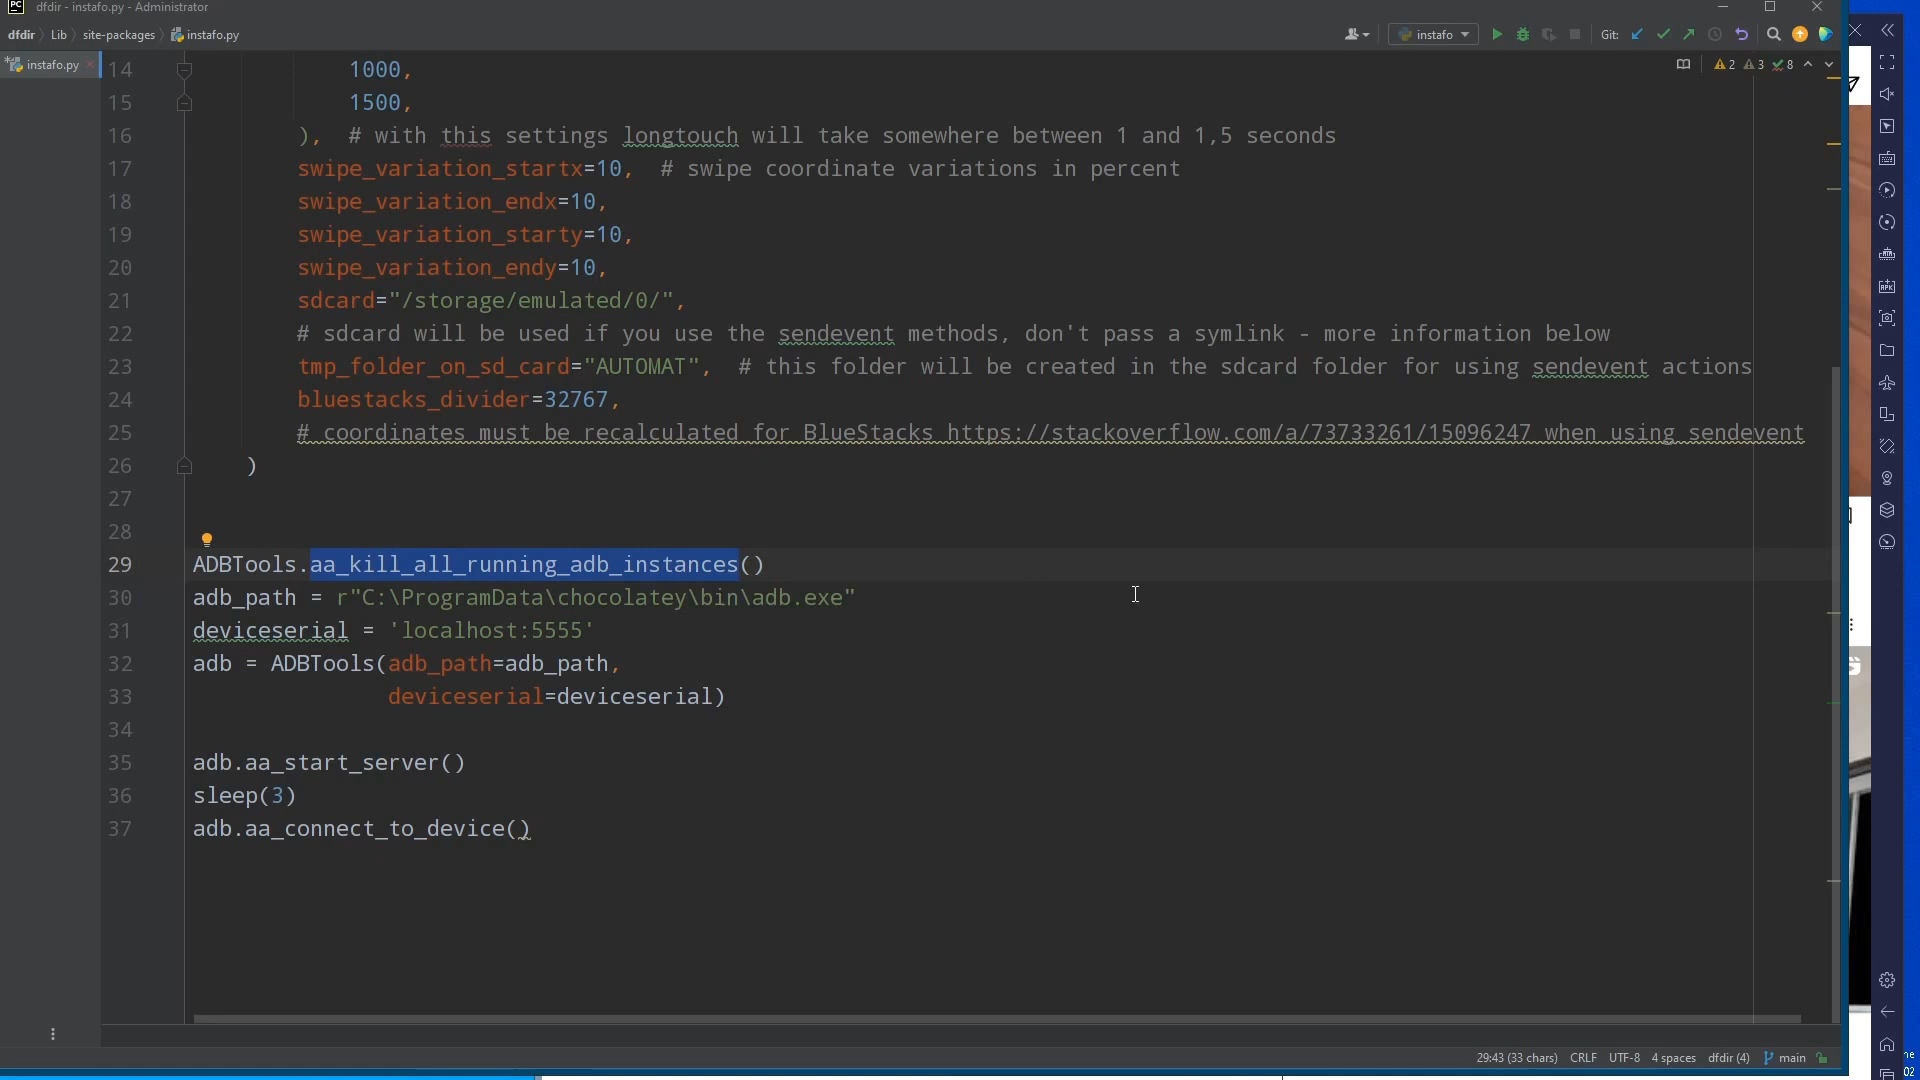 PC dfdir - instafo.py - Administrator
dfdir Lib site-packages instafo.py
instafo
Git:
instafo.py
2 3 8
14 1000,
15 1500,
16 ), # with this settings longtouch will take somewhere between 1 and 1,5 seconds
17 swipe_variation_startx=10, # swipe coordinate variations in percent
18 swipe_variation_endx=10,
19 swipe_variation_starty=10,
20 swipe_variation_endy=10,
21 sdcard="/storage/emulated/0/",
22 # sdcard will be used if you use the sendevent methods, don't pass a symlink - more information below
23 tmp_folder_on_sd_card="AUTOMAT", # this folder will be created in the sdcard folder for using sendevent actions
24 bluestacks_divider=32767,
25 # coordinates must be recalculated for BlueStacks https://stackoverflow.com/a/73733261/15096247 when using sendevent
26 )
27
28
29 ADBTools.aa_kill_all_running_adb_instances()
30 adb_path = r"C:\ProgramData\chocolatey\bin\adb.exe"
31 deviceserial = 'localhost:5555'
32 adb = ADBTools(adb_path=adb_path,
33 deviceserial=deviceserial)
34
35 adb.aa_start_server()
36 sleep(3)
37 adb.aa_connect_to_device()
29:43 (33 chars) CRLF UTF-8 4 spaces dfdir (4) main